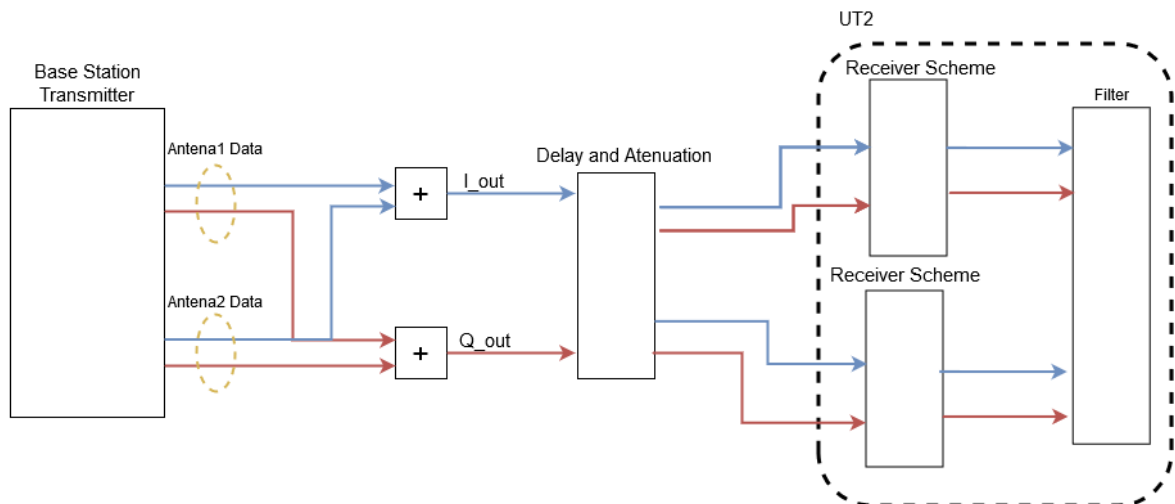 UT2
Base Station
Transmitter
Receiver Scheme
Filter
Antena1 Data
Delay and Atenuation
+
I_out
Receiver Scheme
Antena2 Data
+
Q_out